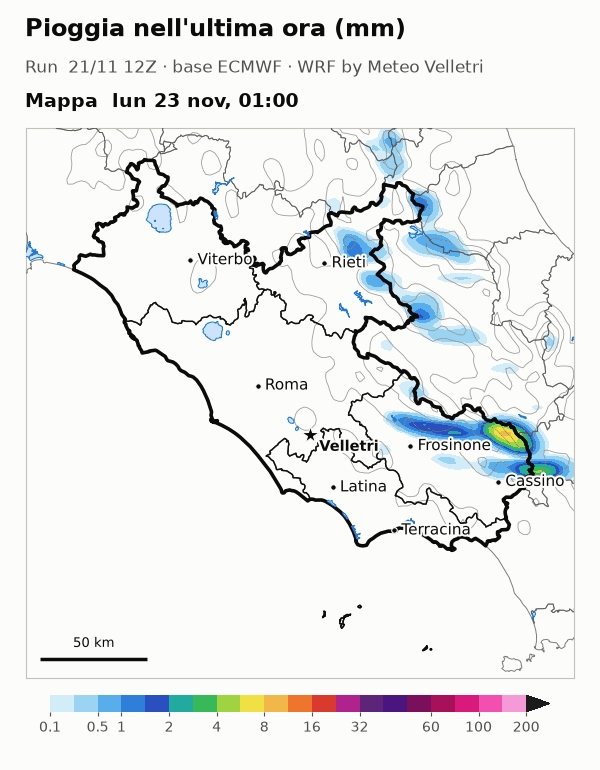 Pioggia nell'ultima ora (mm)
Run  21/11 12Z · base ECMWF · WRF by Meteo Velletri
Mappa  lun 23 nov, 01:00
Viterbo
Rieti
Roma
Velletri
Frosinone
Latina
Cassino
Terracina
50 km
0.1 0.5 1 2 4 8 16 32 60 100 200